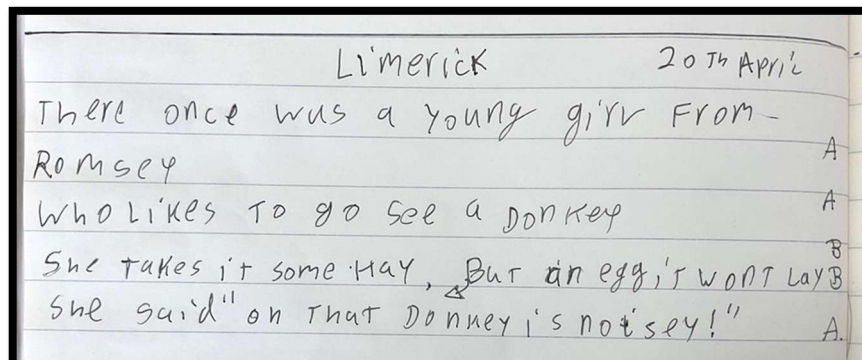 Limerick 20Th April
There once was a young girl From
Romsey A
Who Likes To go see a Donkey A
B
She Takes it some Hay, But an egg it wont Lay B
She said "on That Donkey is noisey!" A.